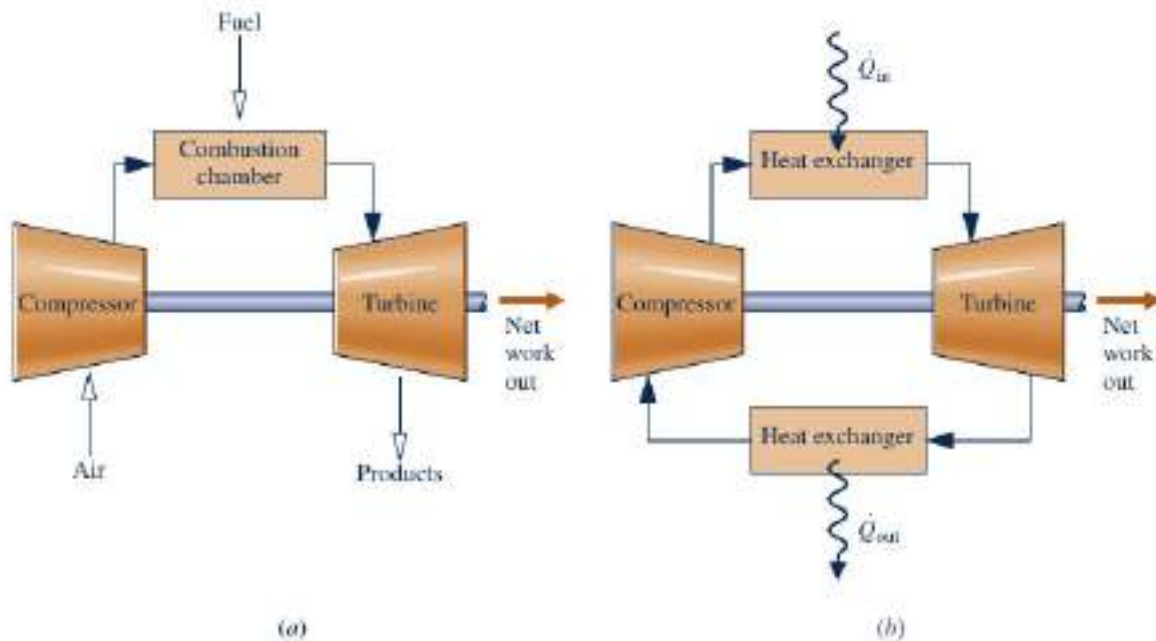 Fuel
Combustion
chamber
Compressor
Turbine
Net
work
out
Air
Products
(a)
Q̇in
Heat exchanger
Compressor
Turbine
Net
work
out
Heat exchanger
Q̇out
(b)